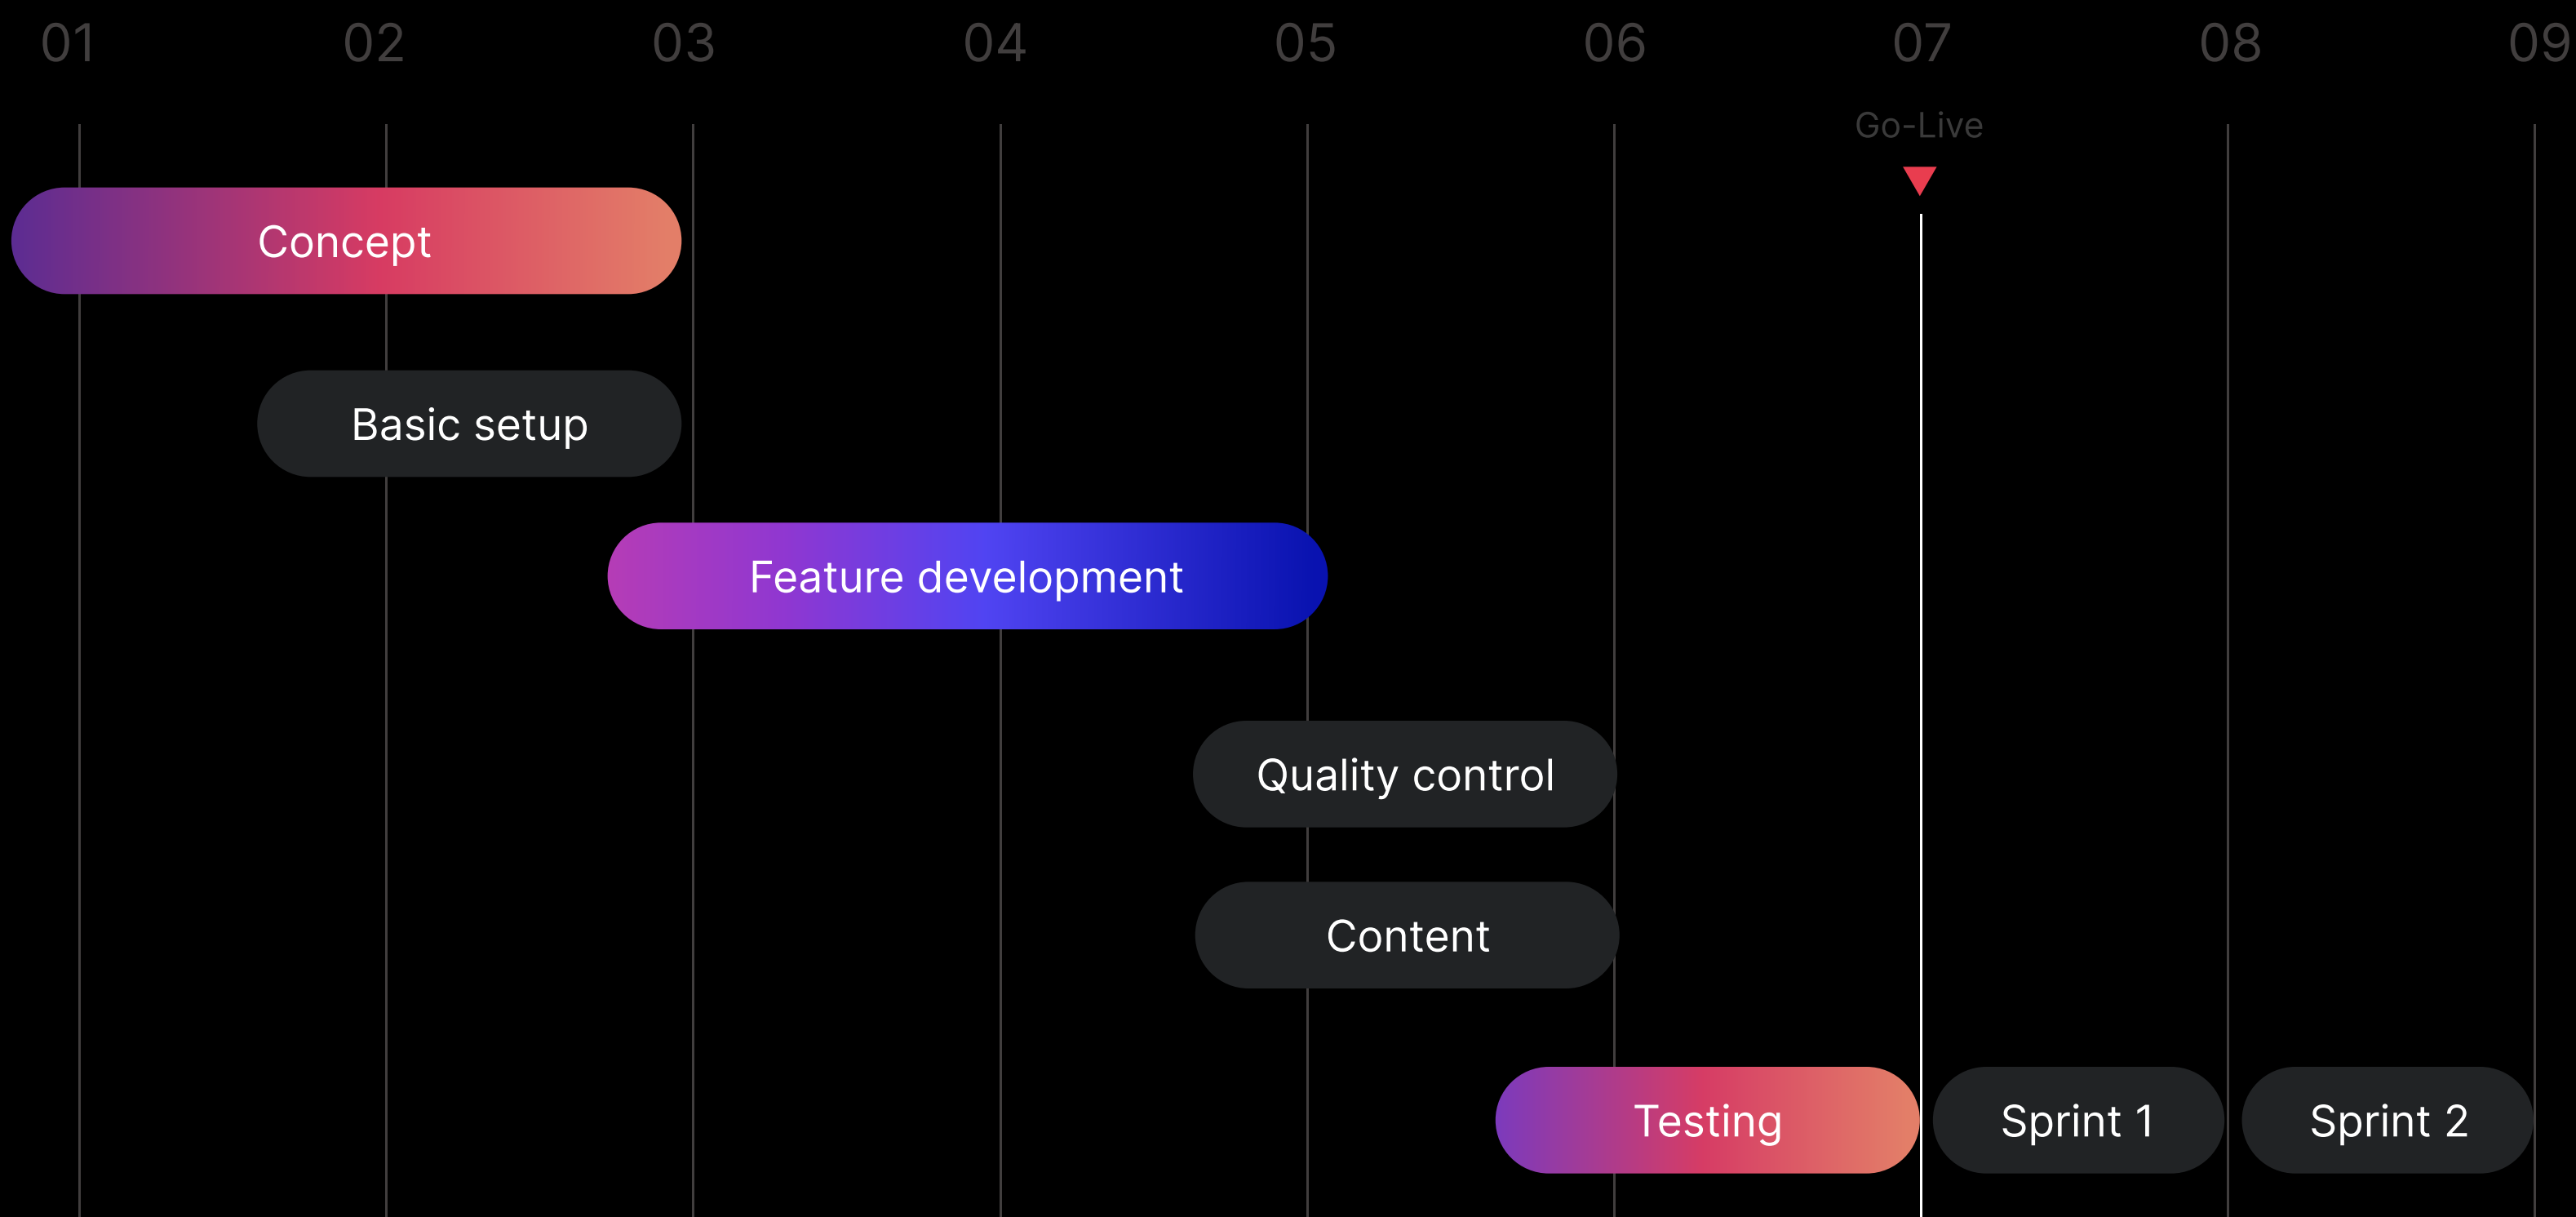 01 02 03 04 05 06 07 08 09
Go-Live
Concept
Basic setup
Feature development
Quality control
Content
Testing Sprint 1 Sprint 2